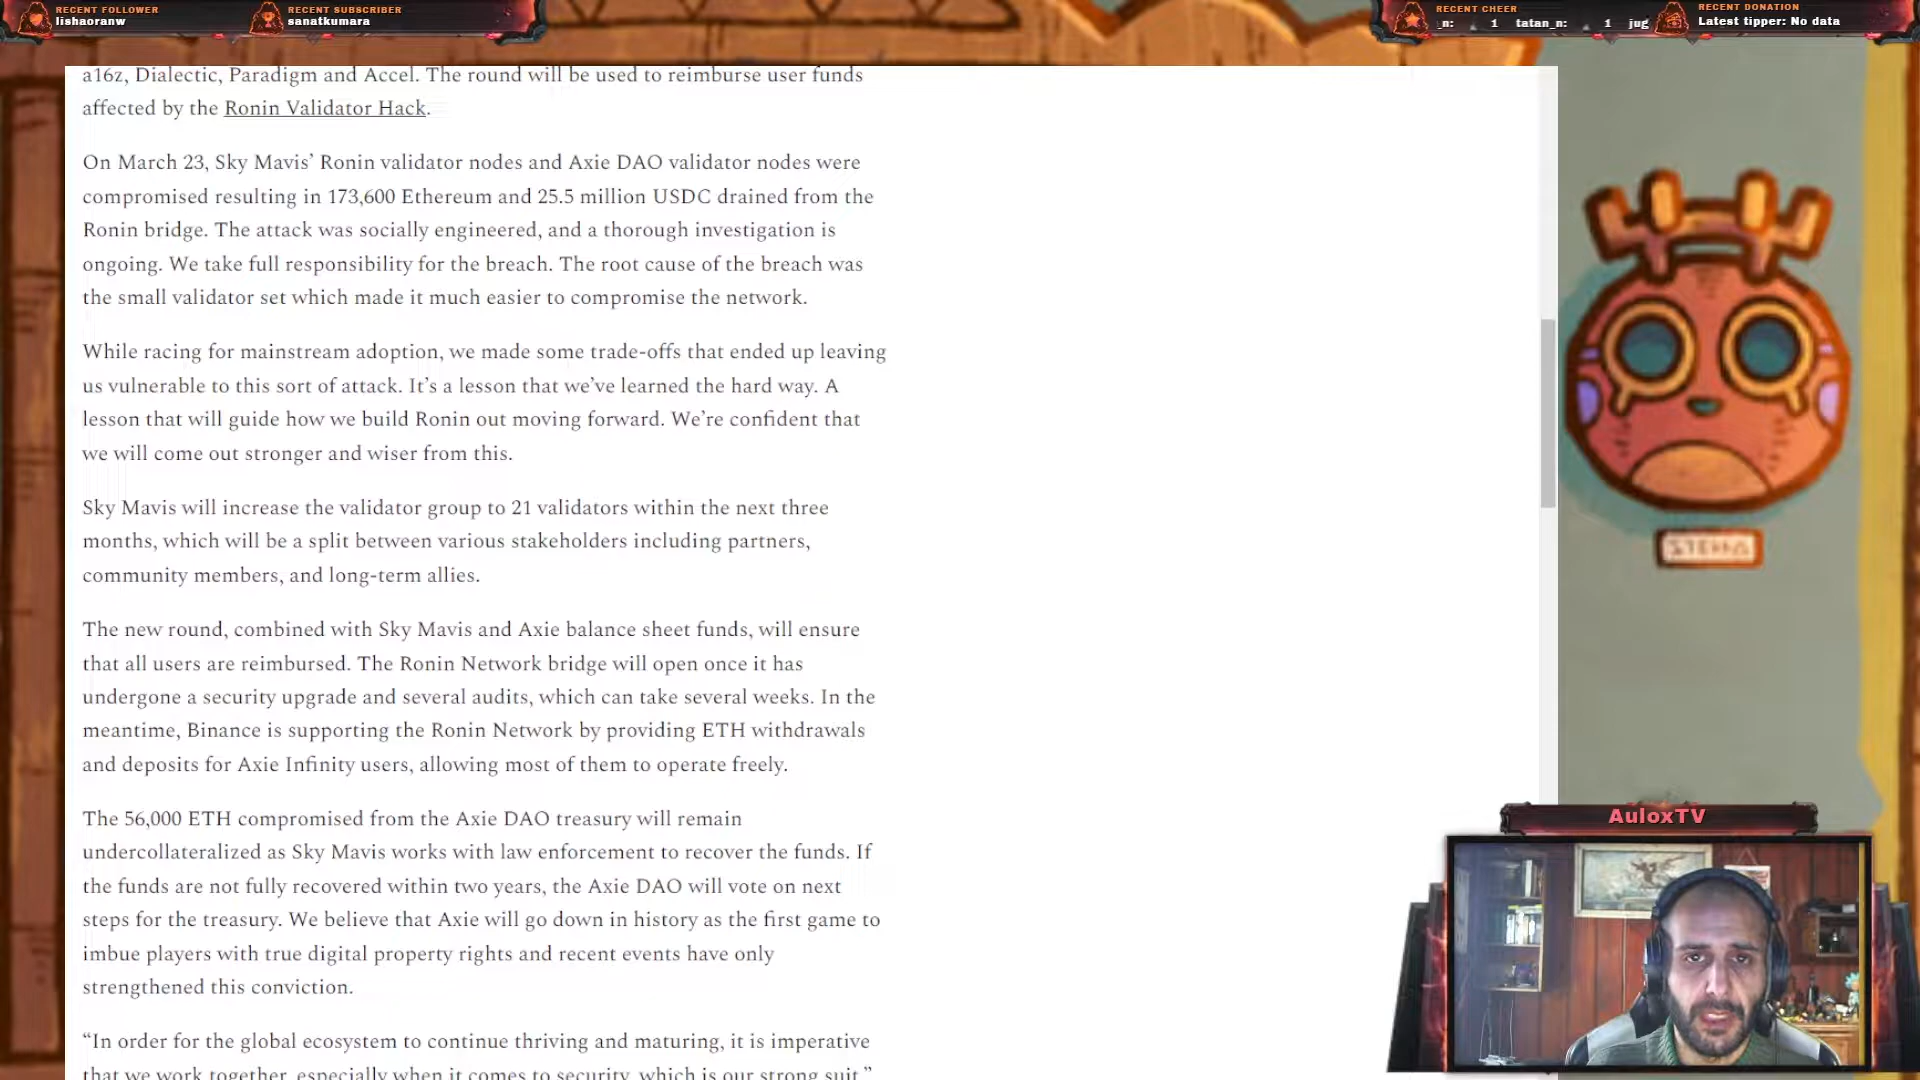 RECENT FOLLOWER
lishaoranw
RECENT SUBSCRIBER
sanatkumara
RECENT CHEER
_n: 1 tatan_n: 1 jug
RECENT DONATION
Latest tipper: No data
a16z, Dialectic, Paradigm and Accel. The round will be used to reimburse user funds
affected by the Ronin Validator Hack.
On March 23, Sky Mavis’ Ronin validator nodes and Axie DAO validator nodes were
compromised resulting in 173,600 Ethereum and 25.5 million USDC drained from the
Ronin bridge. The attack was socially engineered, and a thorough investigation is
ongoing. We take full responsibility for the breach. The root cause of the breach was
the small validator set which made it much easier to compromise the network.
While racing for mainstream adoption, we made some trade-offs that ended up leaving
us vulnerable to this sort of attack. It’s a lesson that we’ve learned the hard way. A
lesson that will guide how we build Ronin out moving forward. We’re confident that
we will come out stronger and wiser from this.
Sky Mavis will increase the validator group to 21 validators within the next three
months, which will be a split between various stakeholders including partners,
community members, and long-term allies.
The new round, combined with Sky Mavis and Axie balance sheet funds, will ensure
that all users are reimbursed. The Ronin Network bridge will open once it has
undergone a security upgrade and several audits, which can take several weeks. In the
meantime, Binance is supporting the Ronin Network by providing ETH withdrawals
and deposits for Axie Infinity users, allowing most of them to operate freely.
The 56,000 ETH compromised from the Axie DAO treasury will remain
undercollateralized as Sky Mavis works with law enforcement to recover the funds. If
the funds are not fully recovered within two years, the Axie DAO will vote on next
steps for the treasury. We believe that Axie will go down in history as the first game to
imbue players with true digital property rights and recent events have only
strengthened this conviction.
“In order for the global ecosystem to continue thriving and maturing, it is imperative
that we work together, especially when it comes to security, which is our strong suit.”
AuloxTV